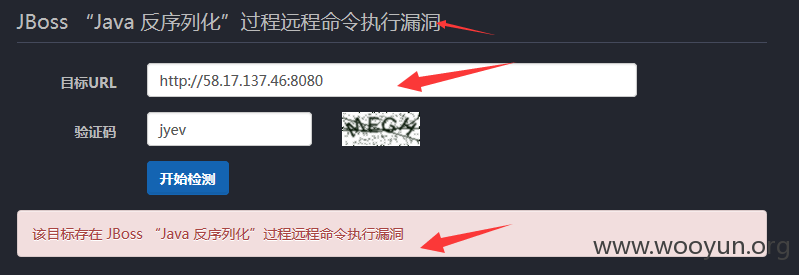 JBoss “Java 反序列化”过程远程命令执行漏洞
目标URL http://58.17.137.46:8080
验证码 jyev MEGH
开始检测
该目标存在 JBoss “Java 反序列化”过程远程命令执行漏洞
www.wooyun.org